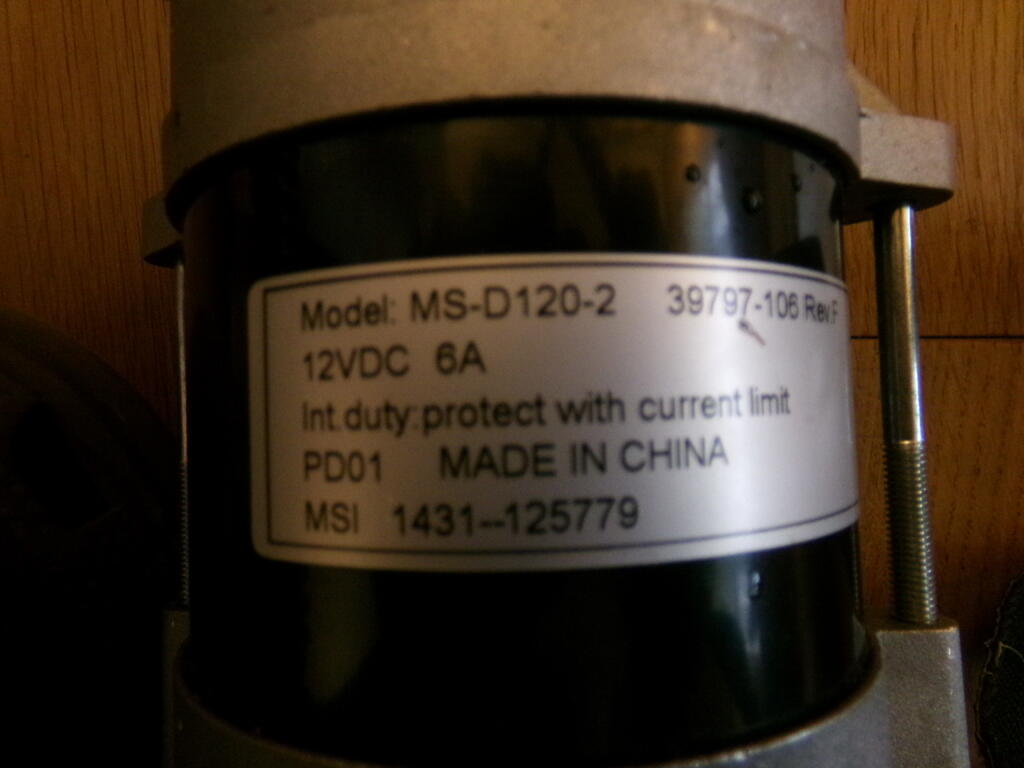 Model: MS-D120-2 39797-106 Rev.F
12VDC 6A
Int.duty:protect with current limit
PD01 MADE IN CHINA
MSI 1431--125779